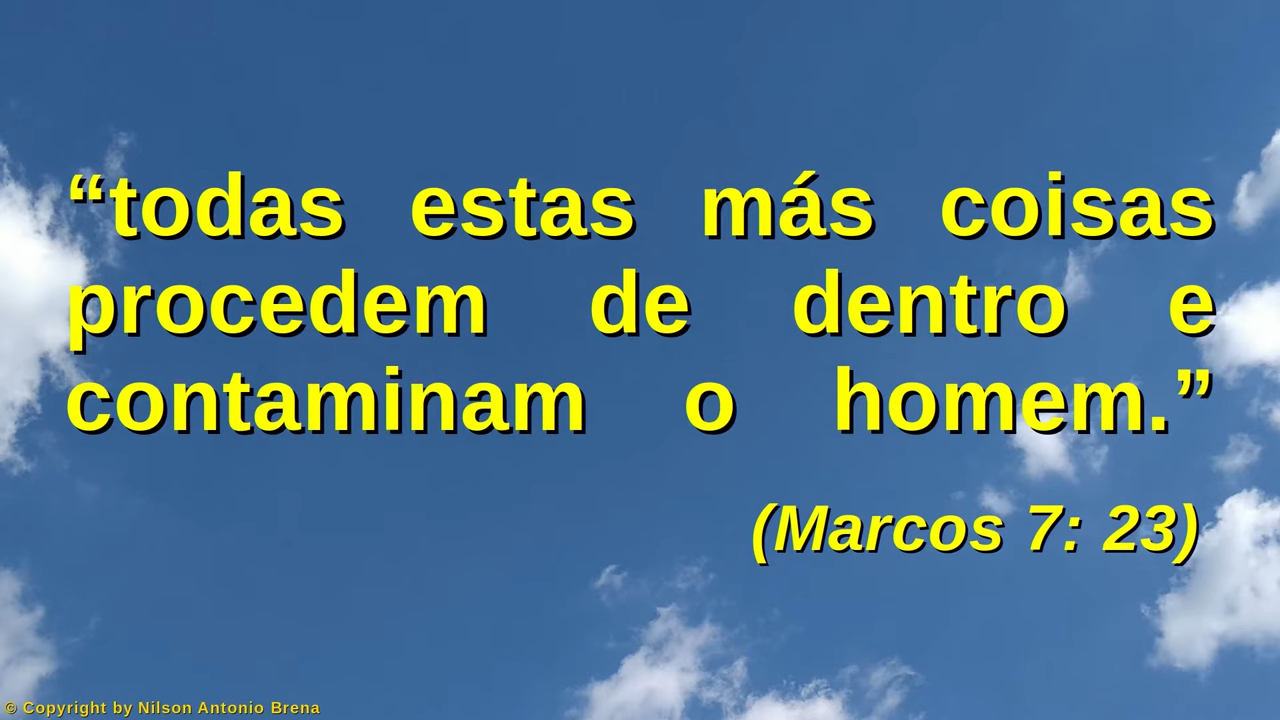 “todas estas más coisas
procedem de dentro e
contaminam o homem.”
(Marcos 7: 23)
© Copyright by Nilson Antonio Brena